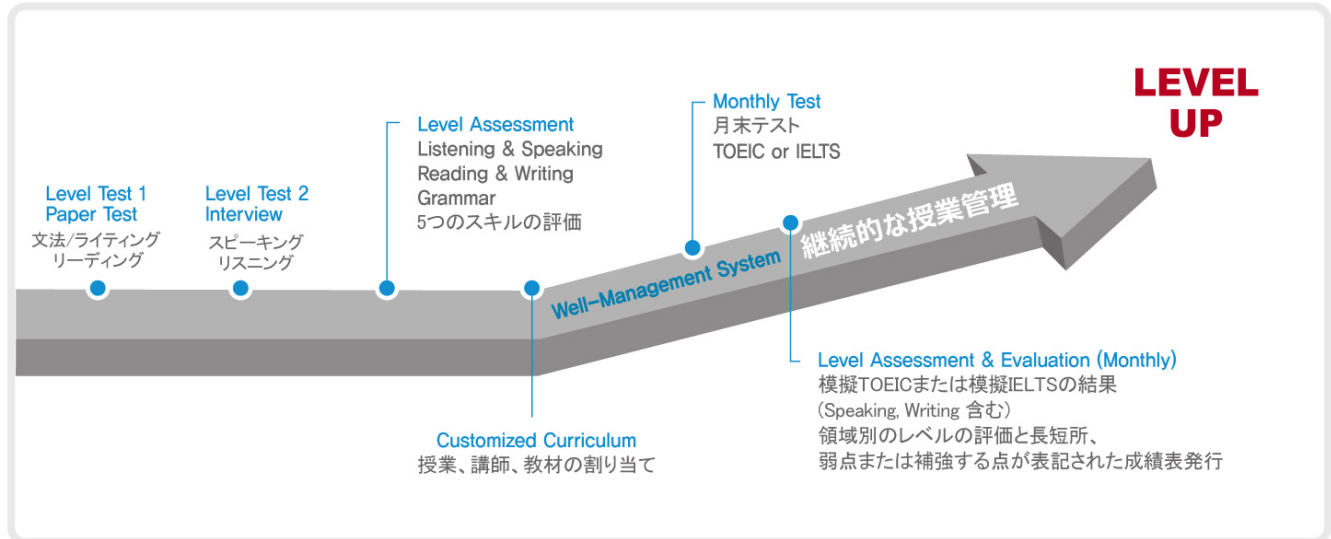 Level Test 1
Paper Test
文法/ライティング
リーディング
Level Test 2
Interview
スピーキング
リスニング
Level Assessment
Listening & Speaking
Reading & Writing
Grammar
5つのスキルの評価
Customized Curriculum
授業、講師、教材の割り当て
Well-Management System
継続的な授業管理
Monthly Test
月末テスト
TOEIC or IELTS
Level Assessment & Evaluation (Monthly)
模擬TOEICまたは模擬IELTSの結果
(Speaking, Writing 含む)
領域別のレベルの評価と長短所、
弱点または補強する点が表記された成績表発行
LEVEL
UP